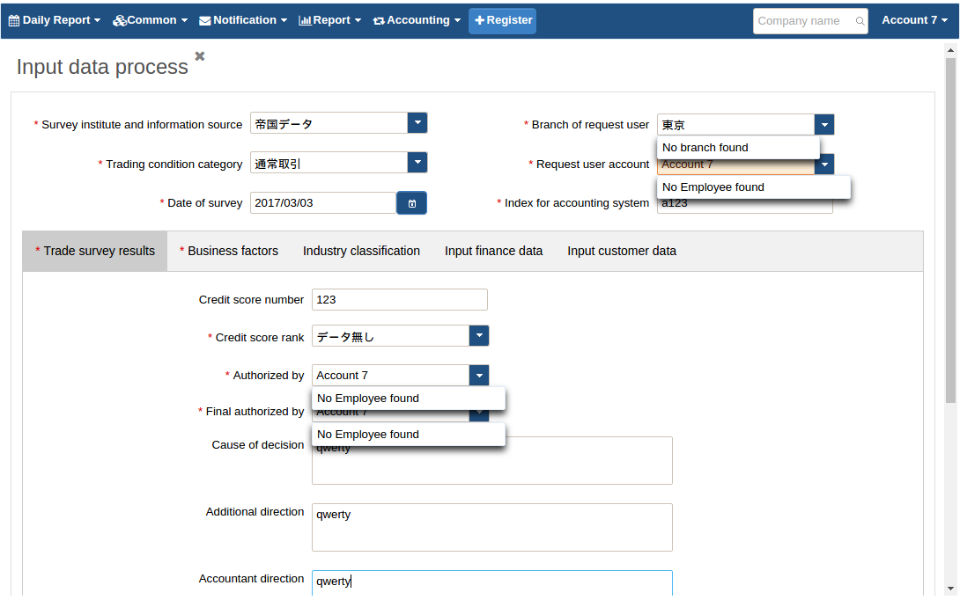 Daily Report Common Notification Report Accounting Register Company name Account 7
Input data process
* Survey institute and information source 帝国データ * Branch of request user 東京
No branch found
* Trading condition category 通常取引 * Request user account Account 7
No Employee found
* Date of survey 2017/03/03 * Index for accounting system a123
* Trade survey results * Business factors Industry classification Input finance data Input customer data
Credit score number 123
* Credit score rank データ無し
* Authorized by Account 7
No Employee found
* Final authorized by Account 7
No Employee found
Cause of decision qwerty
Additional direction qwerty
Accountant direction qwerty